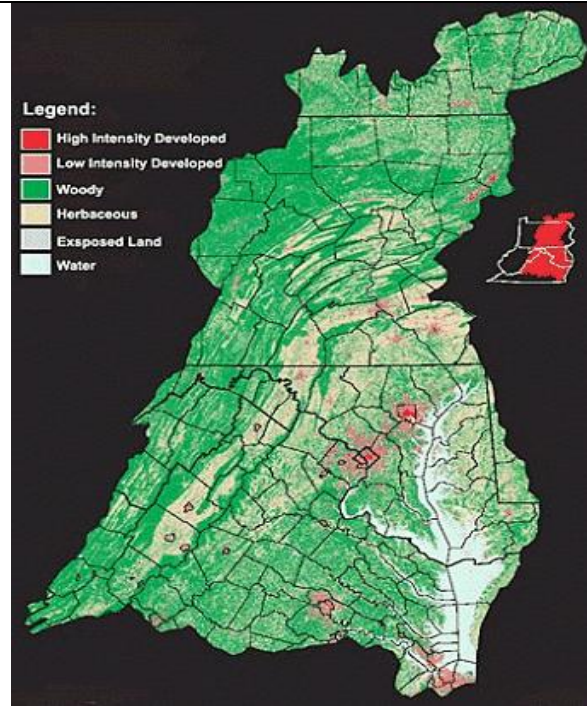 Legend:
High Intensity Developed
Low Intensity Developed
Woody
Herbaceous
Exsposed Land
Water